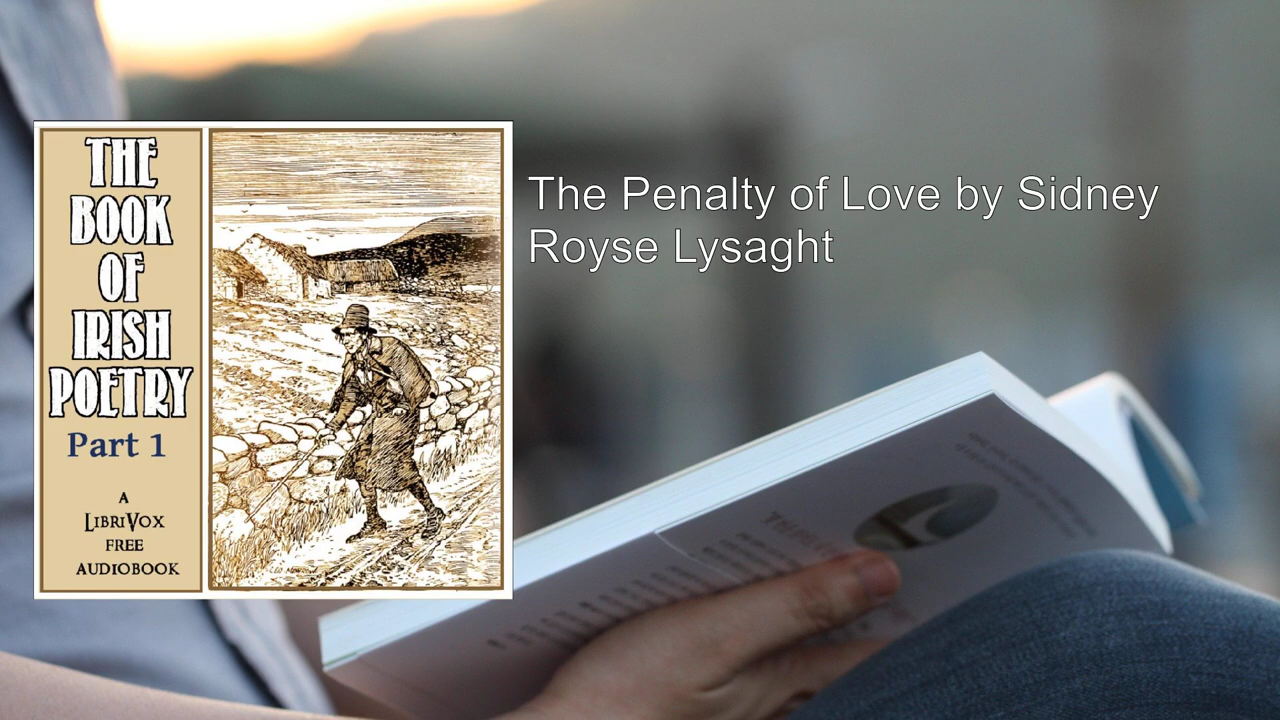 THE
BOOK
OF
IRISH
POETRY
Part 1
A
LIBRIVOX
FREE
AUDIOBOOK
The Penalty of Love by Sidney
Royse Lysaght